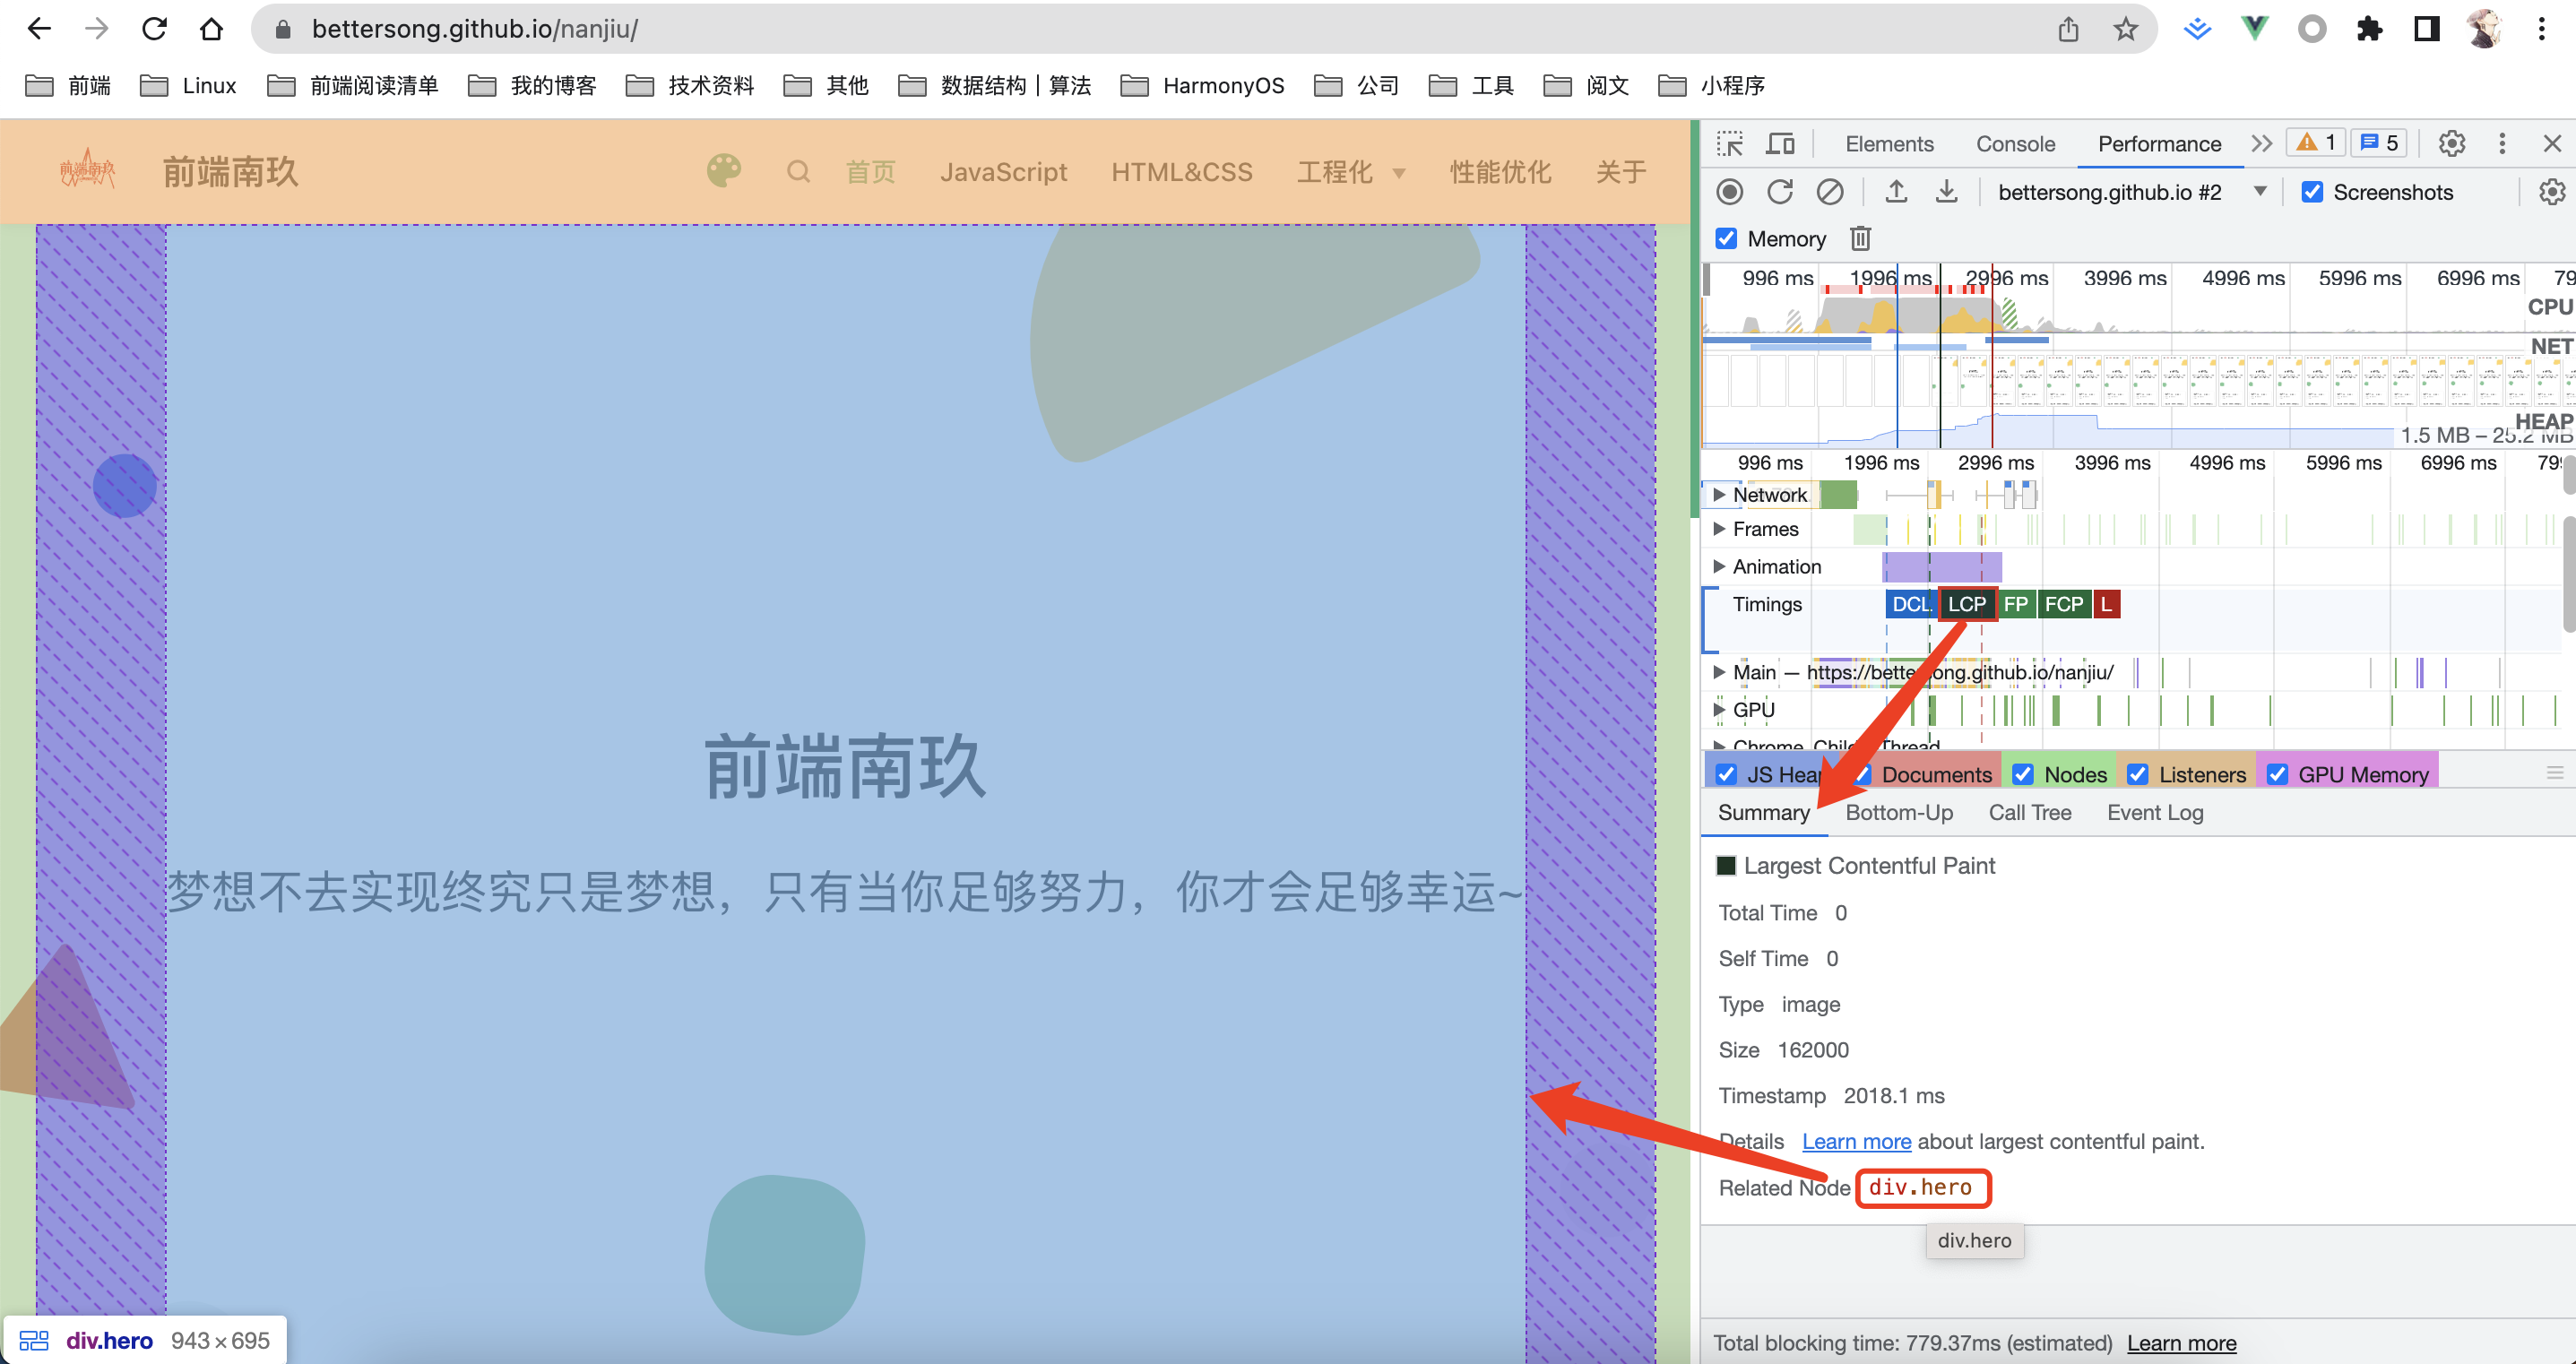 bettersong.github.io/nanjiu/
前端 Linux 前端阅读清单 我的博客 技术资料 其他 数据结构｜算法 HarmonyOS 公司 工具 阅文 小程序
前端南玖 前端南玖 首页 JavaScript HTML&CSS 工程化 性能优化 关于
前端南玖
梦想不去实现终究只是梦想，只有当你足够努力，你才会足够幸运~
div.hero 943×695
Elements Console Performance 1 5
bettersong.github.io #2 Screenshots
Memory
996 ms 1996 ms 2996 ms 3996 ms 4996 ms 5996 ms 6996 ms 79
CPU
NET
HEAP
1.5 MB – 25.2 MB
996 ms 1996 ms 2996 ms 3996 ms 4996 ms 5996 ms 6996 ms 799
Network
Frames
Animation
Timings DCL LCP FP FCP L
Main — https://bettersong.github.io/nanjiu/
GPU
Chrome_ChildIOThread
JS Heap Documents Nodes Listeners GPU Memory
Summary Bottom-Up Call Tree Event Log
Largest Contentful Paint
Total Time 0
Self Time 0
Type image
Size 162000
Timestamp 2018.1 ms
Details Learn more about largest contentful paint.
Related Node div.hero
div.hero
Total blocking time: 779.37ms (estimated) Learn more